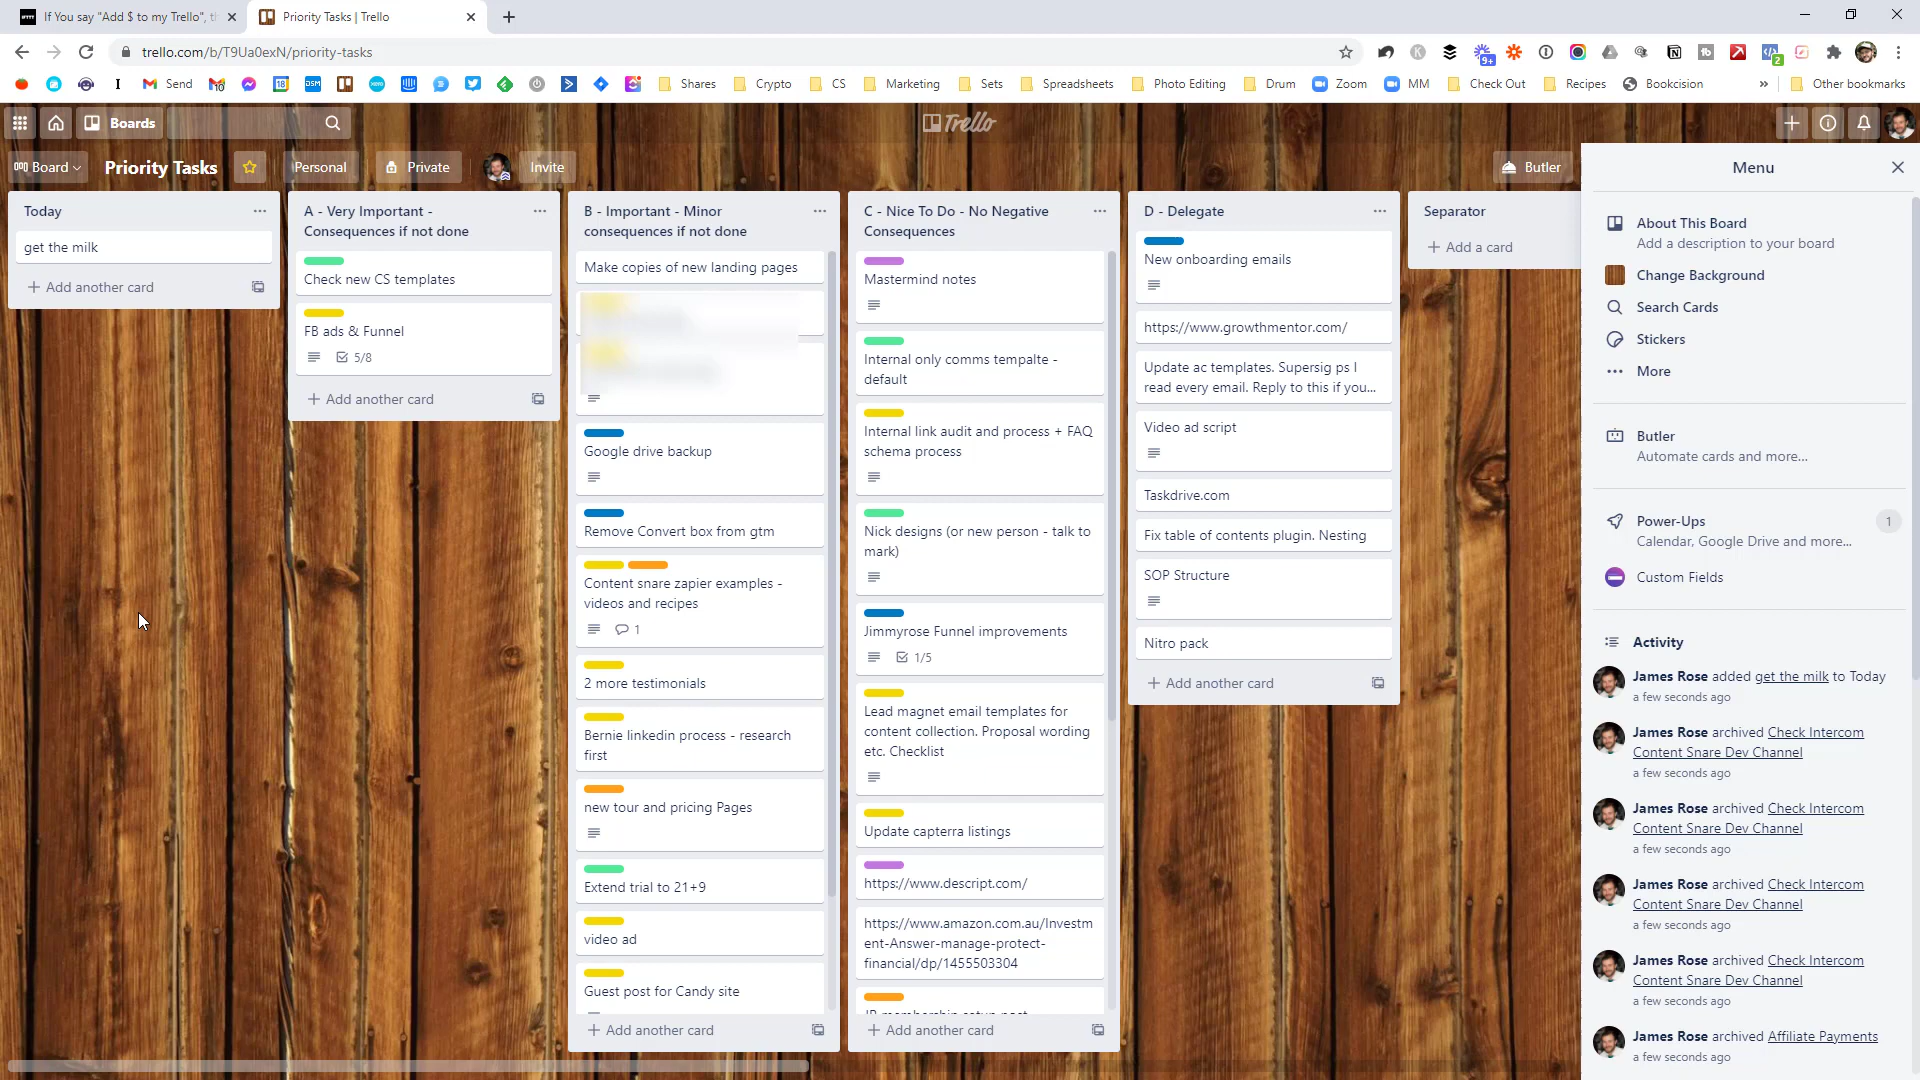 If You say "Add $ to my Trello", th
Priority Tasks | Trello
trello.com/b/T9Ua0exN/priority-tasks
Send
Shares
Crypto
CS
Marketing
Sets
Spreadsheets
Photo Editing
Drum
Zoom
MM
Check Out
Recipes
Bookcision
Other bookmarks
Boards
Trello
Board
Priority Tasks
Personal
Private
Invite
Butler
Today
get the milk
Add another card
A - Very Important -
Consequences if not done
Check new CS templates
FB ads & Funnel
5/8
Add another card
B - Important - Minor
consequences if not done
Make copies of new landing pages
Google drive backup
Remove Convert box from gtm
Content snare zapier examples -
videos and recipes
1
2 more testimonials
Bernie linkedin process - research
first
new tour and pricing Pages
Extend trial to 21+9
video ad
Guest post for Candy site
Add another card
C - Nice To Do - No Negative
Consequences
Mastermind notes
Internal only comms tempalte -
default
Internal link audit and process + FAQ
schema process
Nick designs (or new person - talk to
mark)
Jimmyrose Funnel improvements
1/5
Lead magnet email templates for
content collection. Proposal wording
etc. Checklist
Update capterra listings
https://www.descript.com/
https://www.amazon.com.au/Investm
ent-Answer-manage-protect-
financial/dp/1455503304
Add another card
D - Delegate
New onboarding emails
https://www.growthmentor.com/
Update ac templates. Supersig ps I
read every email. Reply to this if you...
Video ad script
Taskdrive.com
Fix table of contents plugin. Nesting
SOP Structure
Nitro pack
Add another card
Separator
Add a card
Menu
About This Board
Add a description to your board
Change Background
Search Cards
Stickers
More
Butler
Automate cards and more...
Power-Ups
1
Calendar, Google Drive and more...
Custom Fields
Activity
James Rose added get the milk to Today
a few seconds ago
James Rose archived Check Intercom
Content Snare Dev Channel
a few seconds ago
James Rose archived Check Intercom
Content Snare Dev Channel
a few seconds ago
James Rose archived Check Intercom
Content Snare Dev Channel
a few seconds ago
James Rose archived Check Intercom
Content Snare Dev Channel
a few seconds ago
James Rose archived Affiliate Payments
a few seconds ago